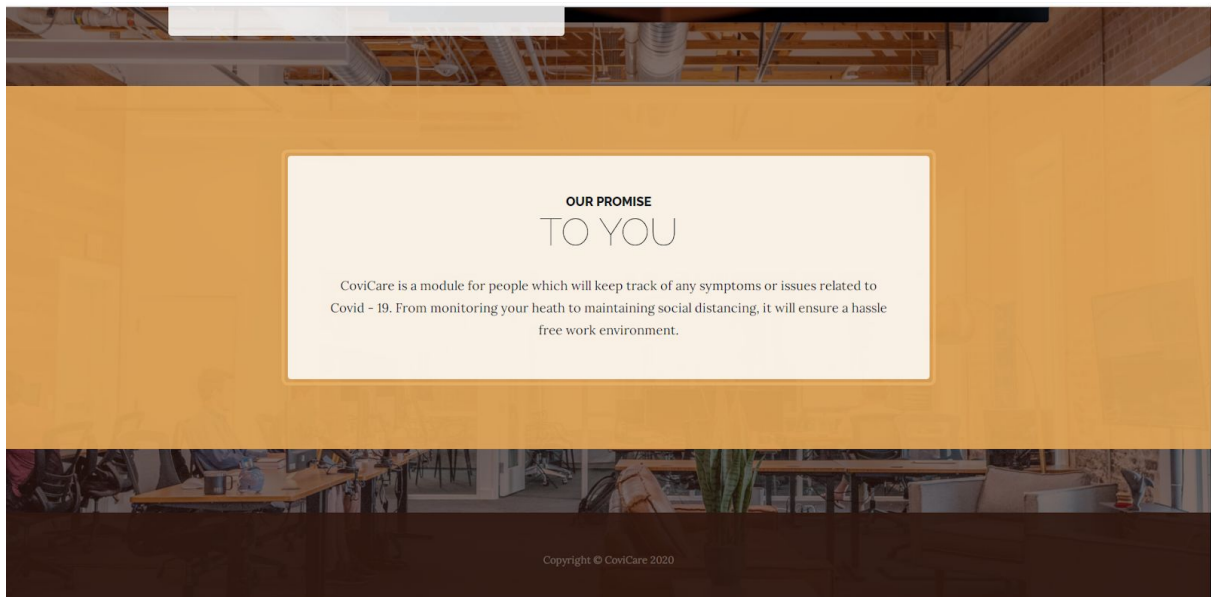 OUR PROMISE
TO YOU
CoviCare is a module for people which will keep track of any symptoms or issues related to
Covid - 19. From monitoring your heath to maintaining social distancing, it will ensure a hassle
free work environment.
Copyright © CoviCare 2020